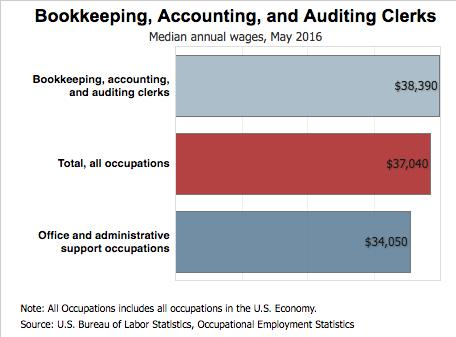 Bookkeeping, Accounting, and Auditing Clerks
Median annual wages, May 2016
Bookkeeping, accounting,
and auditing clerks
$38,390
Total, all occupations
$37,040
Office and administrative
support occupations
$34,050
Note: All Occupations includes all occupations in the U.S. Economy.
Source: U.S. Bureau of Labor Statistics, Occupational Employment Statistics